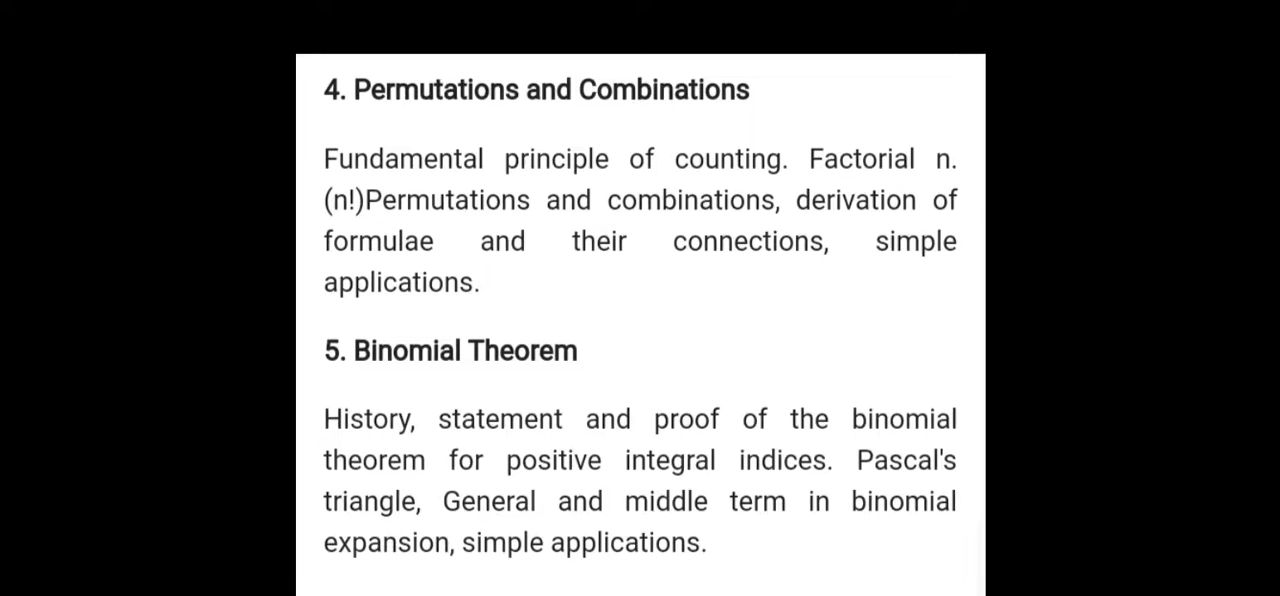 4. Permutations and Combinations
Fundamental principle of counting. Factorial n.
(n!)Permutations and combinations, derivation of
formulae and their connections, simple
applications.
5. Binomial Theorem
History, statement and proof of the binomial
theorem for positive integral indices. Pascal's
triangle, General and middle term in binomial
expansion, simple applications.